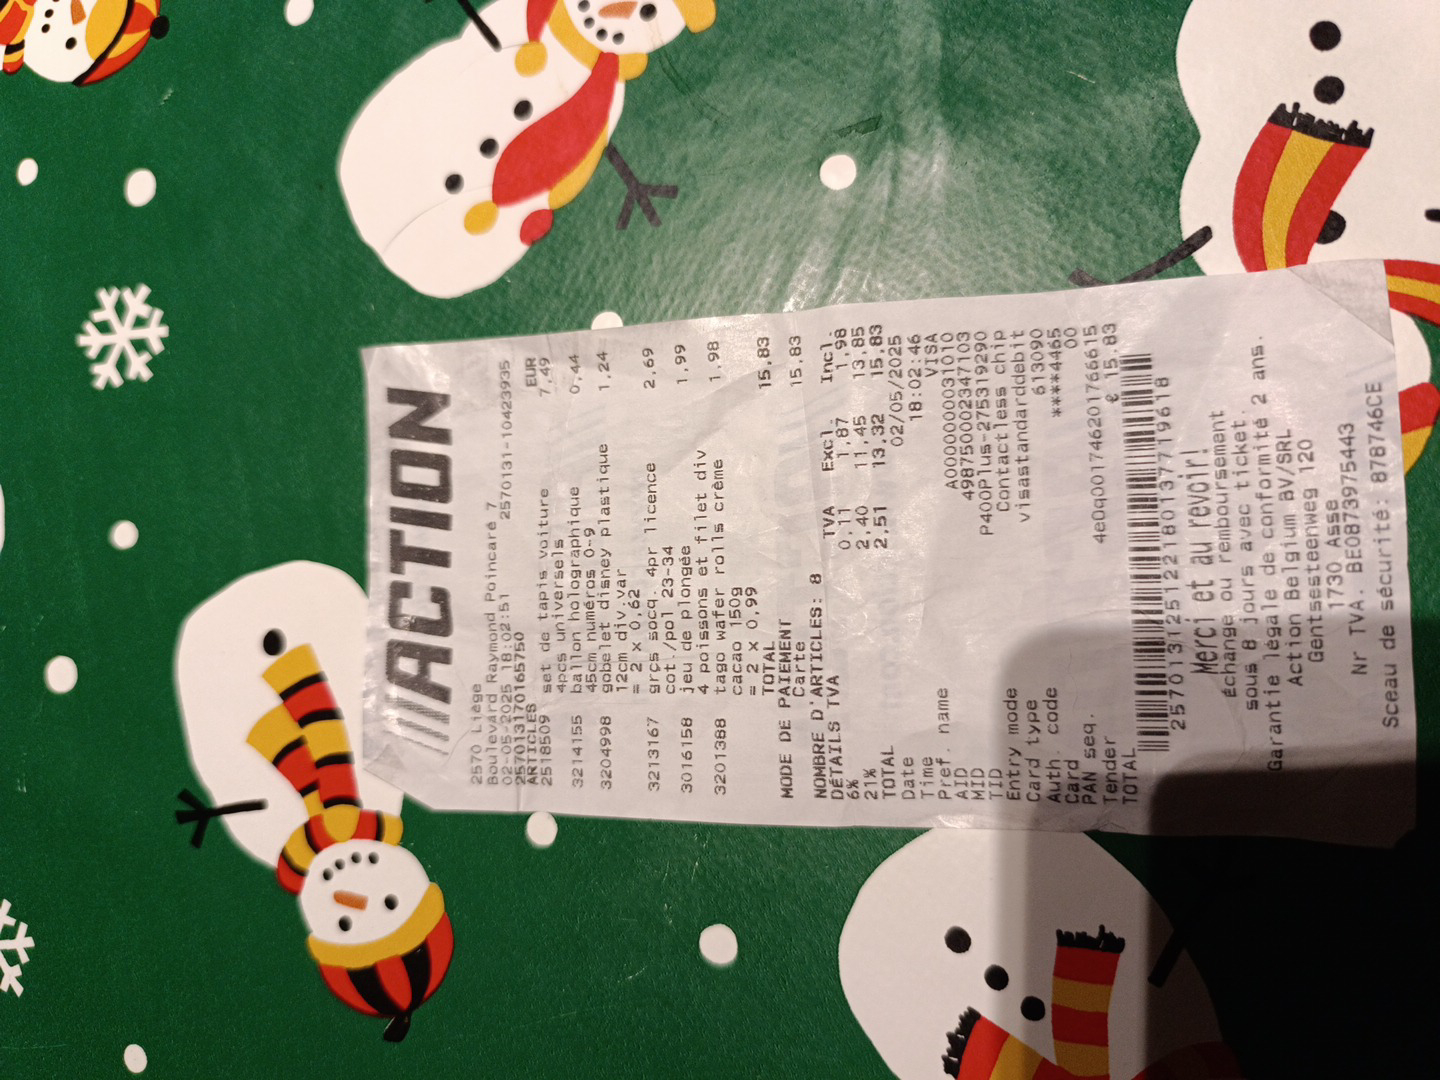 ACTION
2570 Liège
Boulevard Raymond Poincaré 7
02-05-2025 18:02:51 2570131-10423935
2570131170165750
ARTICLES EUR
2518509 set de tapis voiture 7,49
4pcs universels
3214155 ballon holographique 0,44
45cm numéros 0-9
3204998 gobelet disney plastique 1,24
12cm div.var
= 2 x 0,62
3213167 grcs socq. 4pr licence 2,69
cot./pol 23-34
3016158 jeu de plongée 1,99
4 poissons et filet div
3201388 tago wafer rolls crème 1,98
cacao 150g
= 2 x 0,99
TOTAL 15,83
MODE DE PAIEMENT
Carte 15,83
NOMBRE D'ARTICLES: 8
DÉTAILS TVA TVA Excl. Incl.
6% 0,11 1,87 1,98
21% 2,40 11,45 13,85
TOTAL 2,51 13,32 15,83
Date 02/05/2025
Time 18:02:46
Pref. name VISA
AID A0000000031010
MID 498750002347103
TID P400Plus-275319290
Entry mode Contactless chip
Card type visastandarddebit
Auth. code 613090
Card ****4465
PAN seq. 00
Tender 4e0q001746201766615
TOTAL € 15.83
257013125122180137719618
Merci et au revoir!
Échange ou remboursement
sous 8 jours avec ticket.
Garantie légale de conformité 2 ans.
Action Belgium BV/SRL
Gentsesteenweg 120
1730 Asse
Nr TVA. BE0873975443
Sceau de sécurité: 878746CE